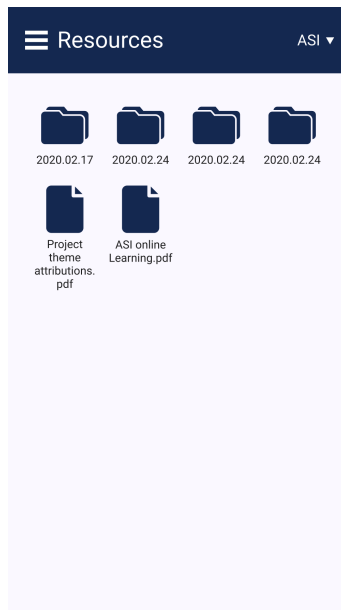 Resources
ASI ▼
2020.02.17
2020.02.24
2020.02.24
2020.02.24
Project
theme
attributions.
pdf
ASI online
Learning.pdf